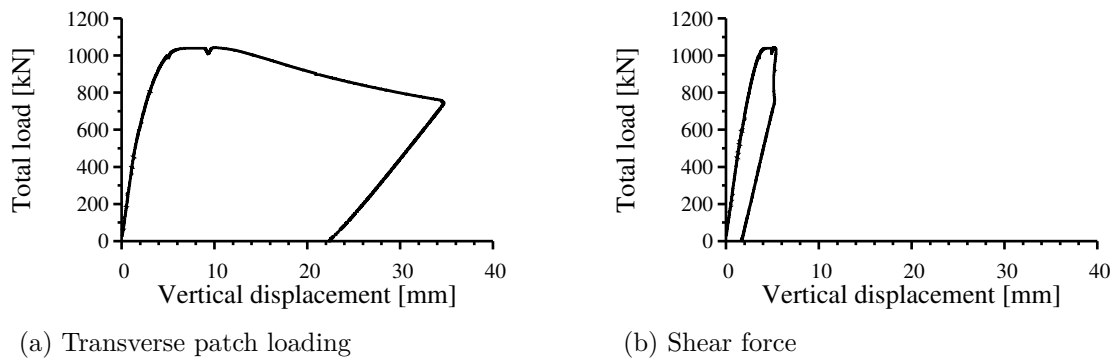 Total load [kN]
1200
1000
800
600
400
200
0
0 10 20 30 40
Vertical displacement [mm]
(a) Transverse patch loading
Total load [kN]
1200
1000
800
600
400
200
0
0 10 20 30 40
Vertical displacement [mm]
(b) Shear force